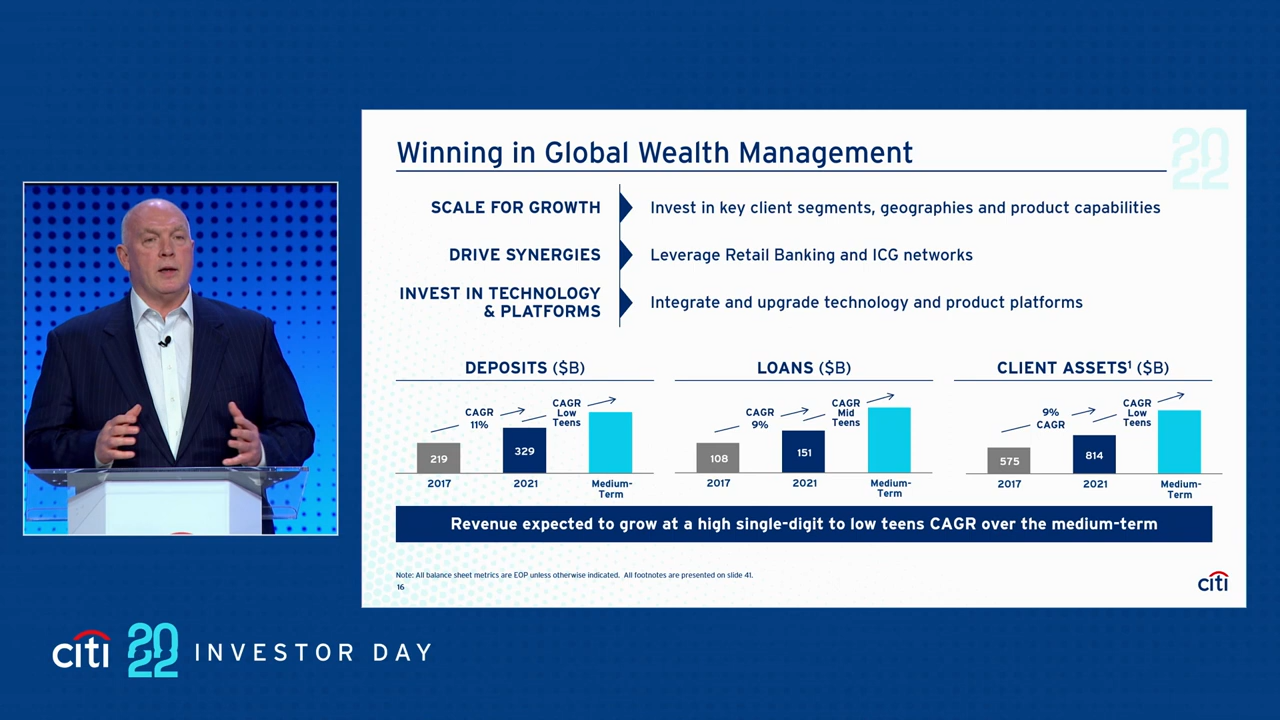 20
22
Winning in Global Wealth Management
SCALE FOR GROWTH
Invest in key client segments, geographies and product capabilities
DRIVE SYNERGIES
Leverage Retail Banking and ICG networks
INVEST IN TECHNOLOGY
& PLATFORMS
Integrate and upgrade technology and product platforms
DEPOSITS ($B)
CAGR
11%
CAGR
Low
Teens
219
329
2017
2021
Medium-
Term
LOANS ($B)
CAGR
9%
CAGR
Mid
Teens
108
151
2017
2021
Medium-
Term
CLIENT ASSETS¹ ($B)
9%
CAGR
CAGR
Low
Teens
575
814
2017
2021
Medium-
Term
Revenue expected to grow at a high single-digit to low teens CAGR over the medium-term
Note: All balance sheet metrics are EOP unless otherwise indicated. All footnotes are presented on slide 41.
16
citi
citi
20
22
INVESTOR DAY